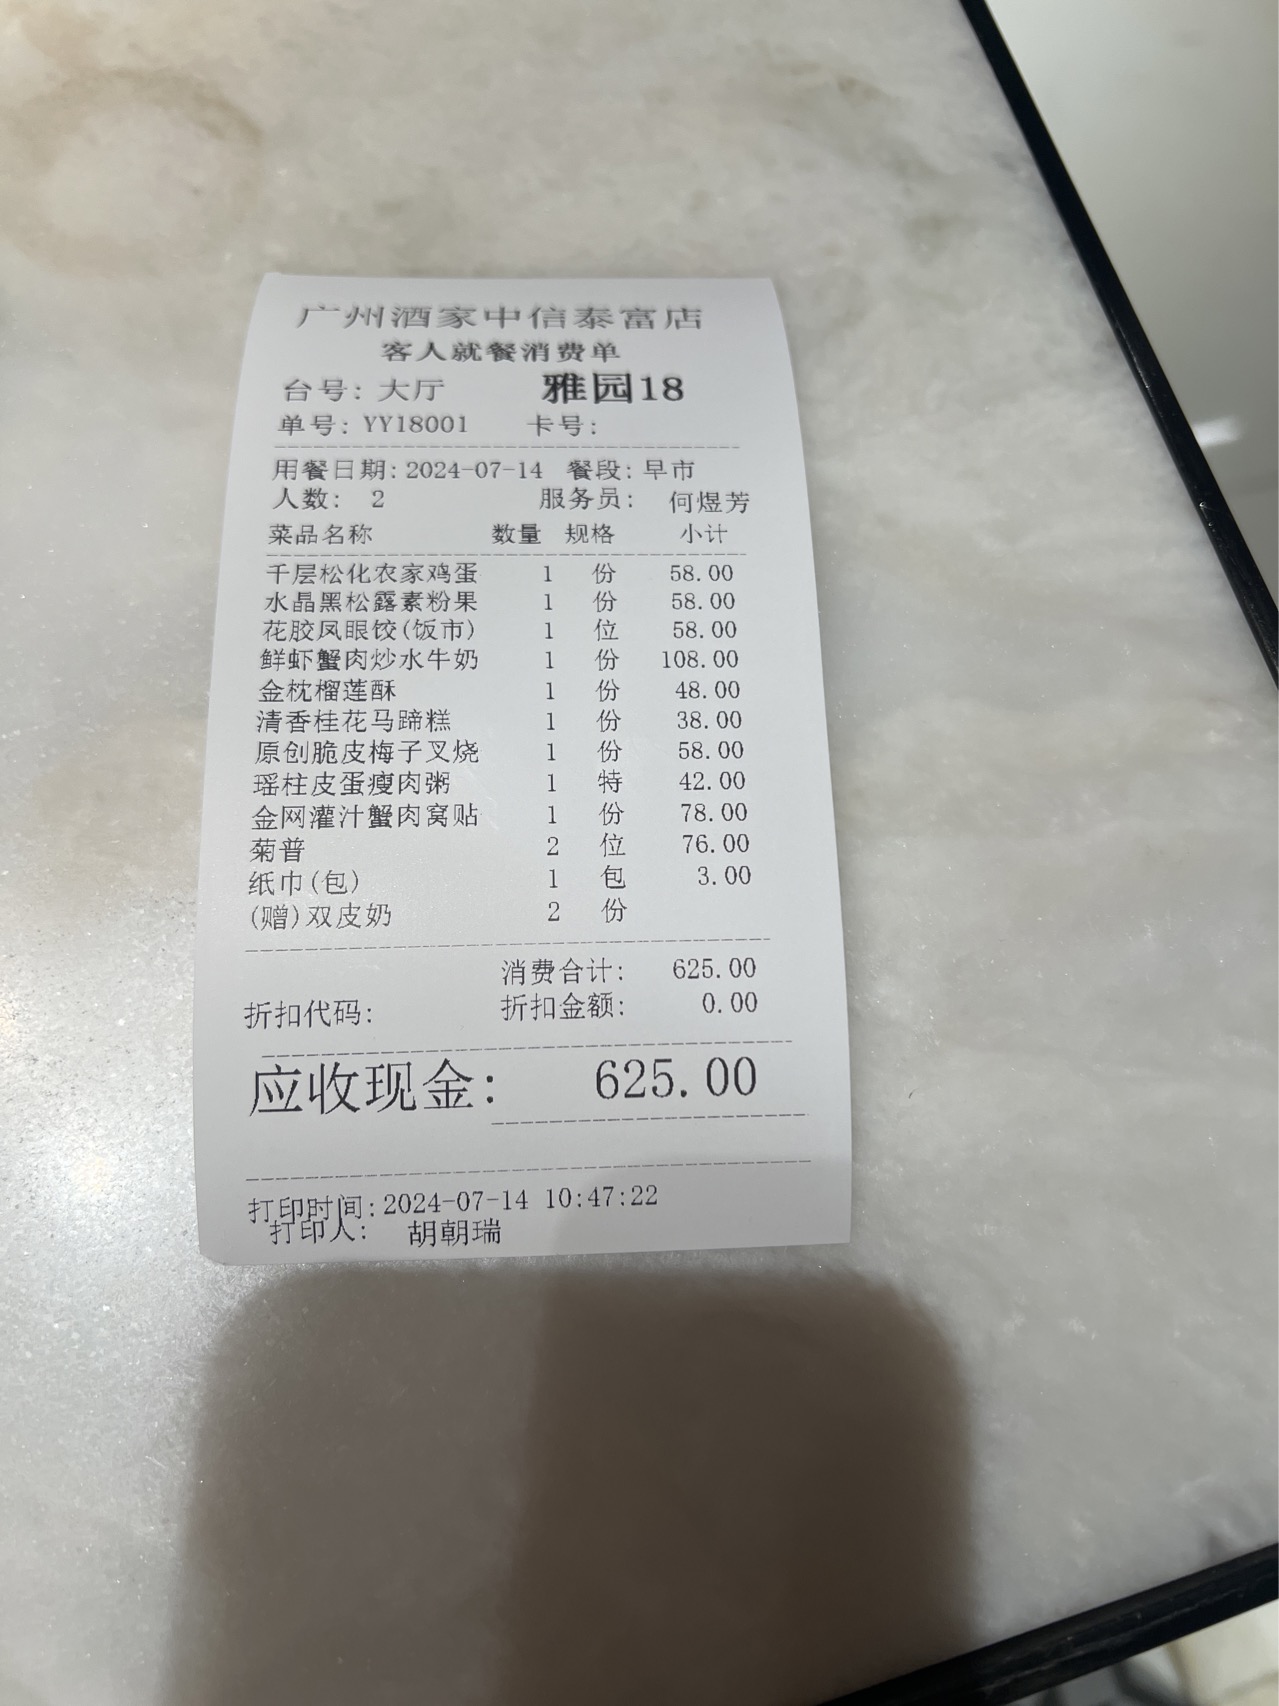 广州酒家中信泰富店
客人就餐消费单
台号: 大厅 雅园18
单号: YY18001 卡号:
用餐日期: 2024-07-14 餐段: 早市
人数: 2 服务员: 何煜芳
菜品名称 数量 规格 小计
千层松化农家鸡蛋 1 份 58.00
水晶黑松露素粉果 1 份 58.00
花胶凤眼饺(饭市) 1 位 58.00
鲜虾蟹肉炒水牛奶 1 份 108.00
金枕榴莲酥 1 份 48.00
清香桂花马蹄糕 1 份 38.00
原创脆皮梅子叉烧 1 份 58.00
瑶柱皮蛋瘦肉粥 1 特 42.00
金网灌汁蟹肉窝贴 1 份 78.00
菊普 2 位 76.00
纸巾(包) 1 包 3.00
(赠)双皮奶 2 份
消费合计: 625.00
折扣代码: 折扣金额: 0.00
应收现金: 625.00
打印时间: 2024-07-14 10:47:22
打印人: 胡朝瑞